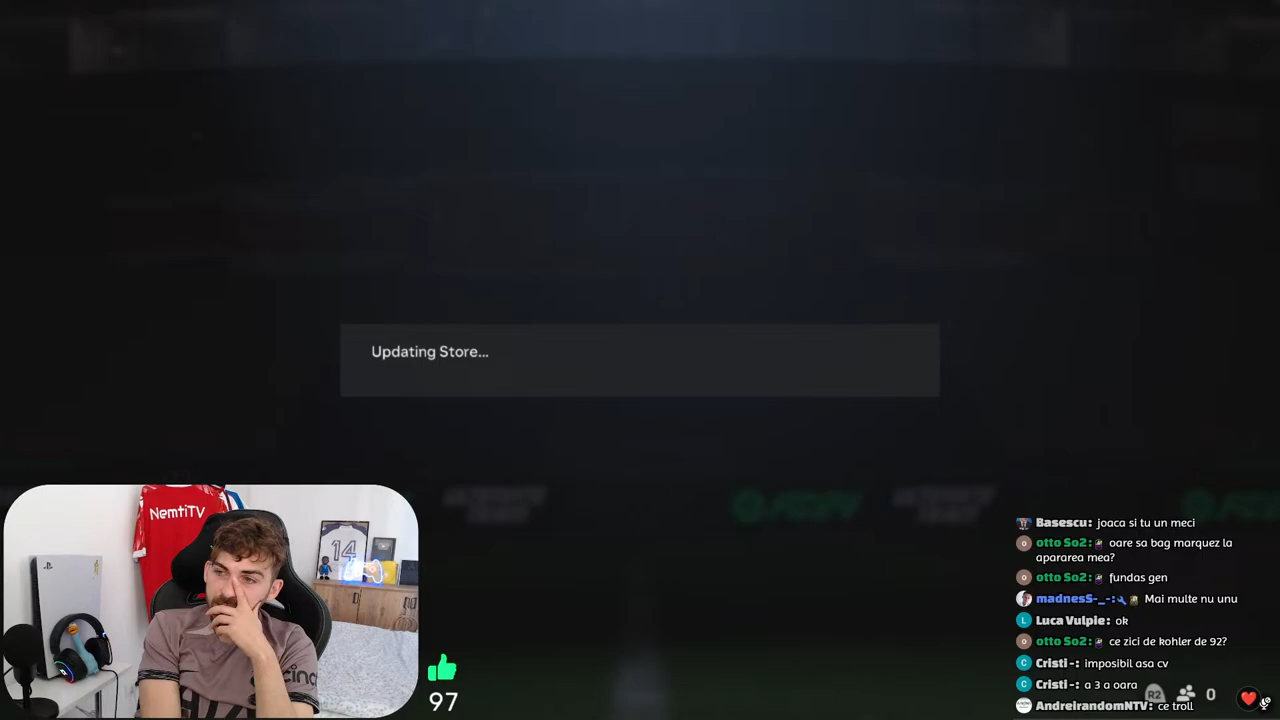 Updating Store...
NemtiTV
14
97
Basescu: joaca si tu un meci
otto So2: oare sa bag marquez la
apararea mea?
otto So2: fundas gen
madnesS-_-: Mai multe nu unu
Luca Vulpie: ok
otto So2: ce zici de kohler de 92?
Cristi -: imposibil asa cv
Cristi -: a 3 a oara
AndreirandomNTV: ce troll
R2
0